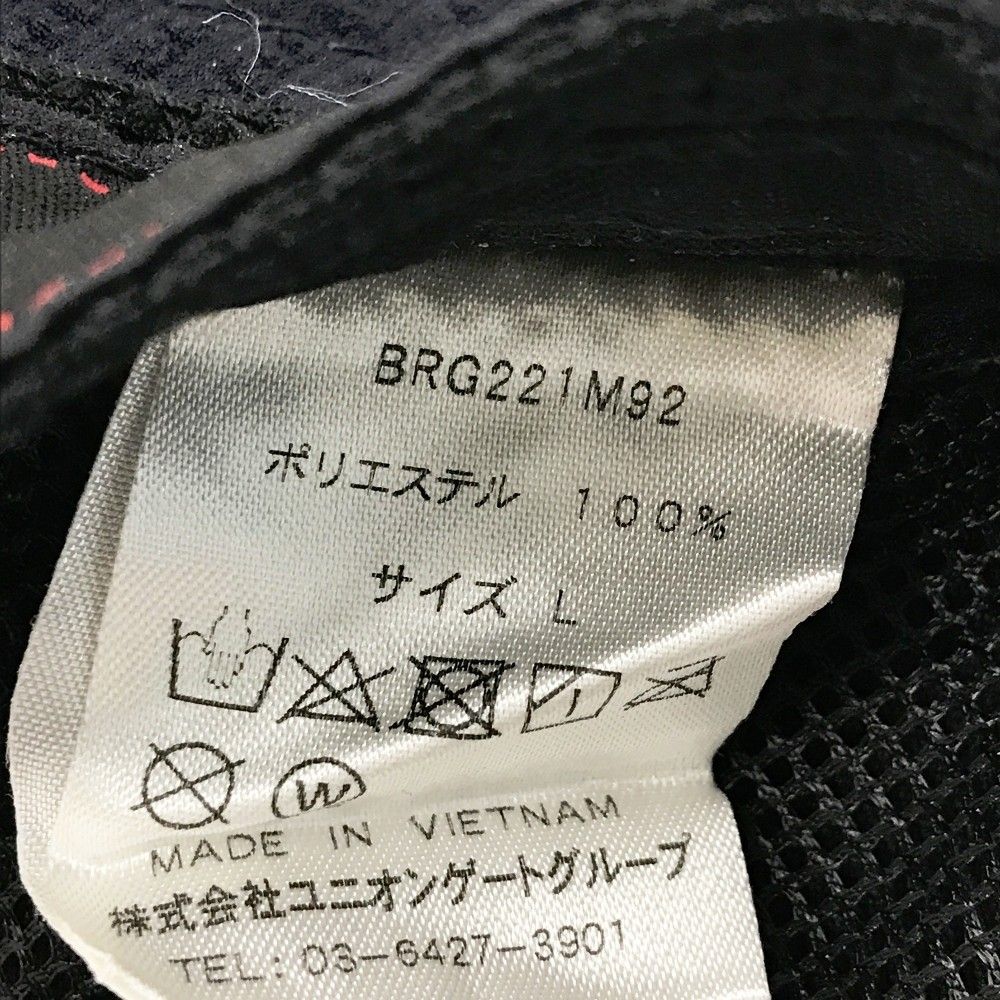 BRG221M92
ポリエステル 100%
サイズ L
W
MADE IN VIETNAM
株式会社ユニオンゲートグループ
TEL: 03-6427-3901